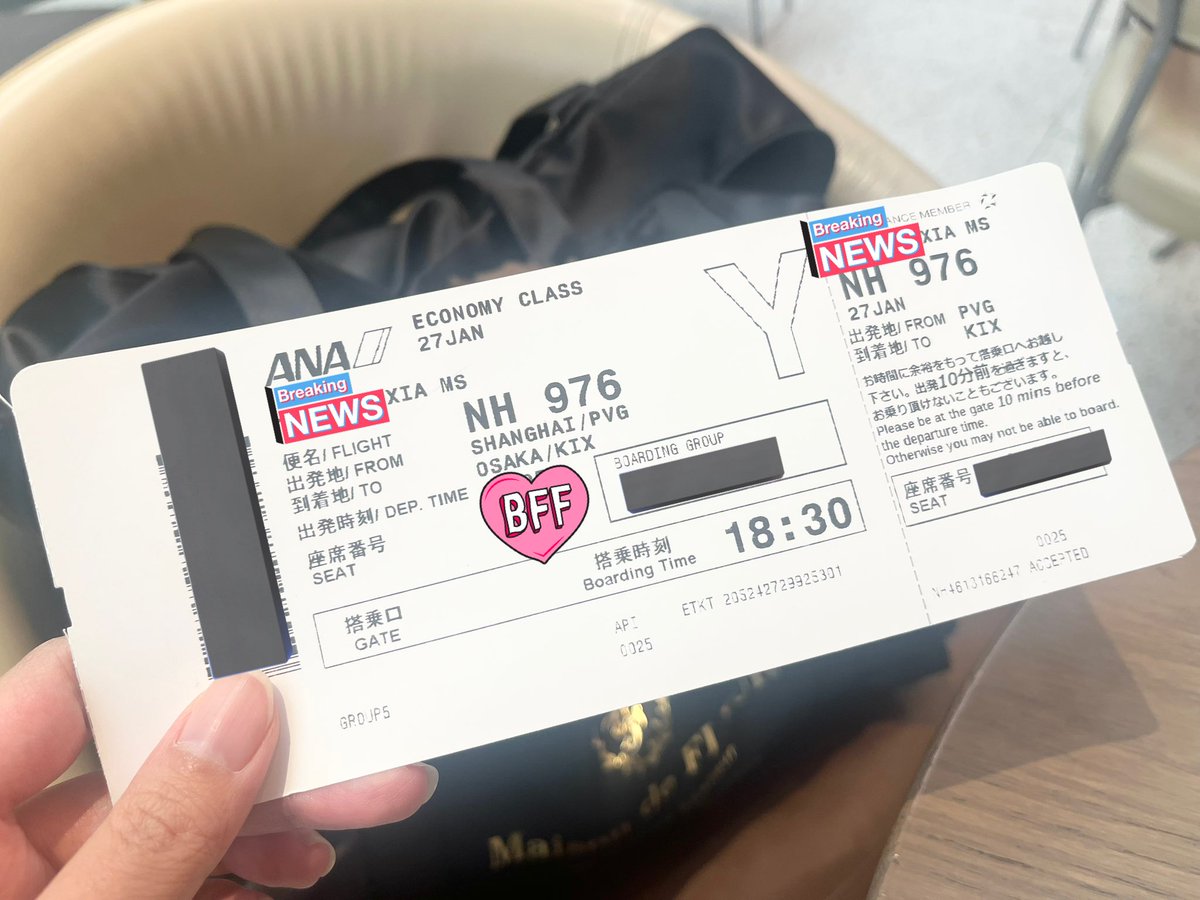 ANA
ECONOMY CLASS
27JAN
Y
Breaking
NEWS
XIA MS
NH 976
便名/ FLIGHT
SHANGHAI/PVG
出発地/ FROM
OSAKA/KIX
到着地/ TO
出発時刻/ DEP. TIME
BFF
座席番号
SEAT
BOARDING GROUP
搭乗時刻
Boarding Time
18:30
搭乗口
GATE
API
ETKT 205242729925301
0025
GROUP5
ANCE MEMBER
Breaking
NEWS
XIA MS
NH 976
27JAN
出発地/ FROM PVG
到着地/ TO KIX
お時間に余裕をもって搭乗口へお越し
下さい。出発10分前を過ぎますと、
お乗り頂けないこともございます。
Please be at the gate 10 mins before
the departure time.
Otherwise you may not be able to board.
座席番号
SEAT
0025
NH4610166247 ACCEPTED
Maison de